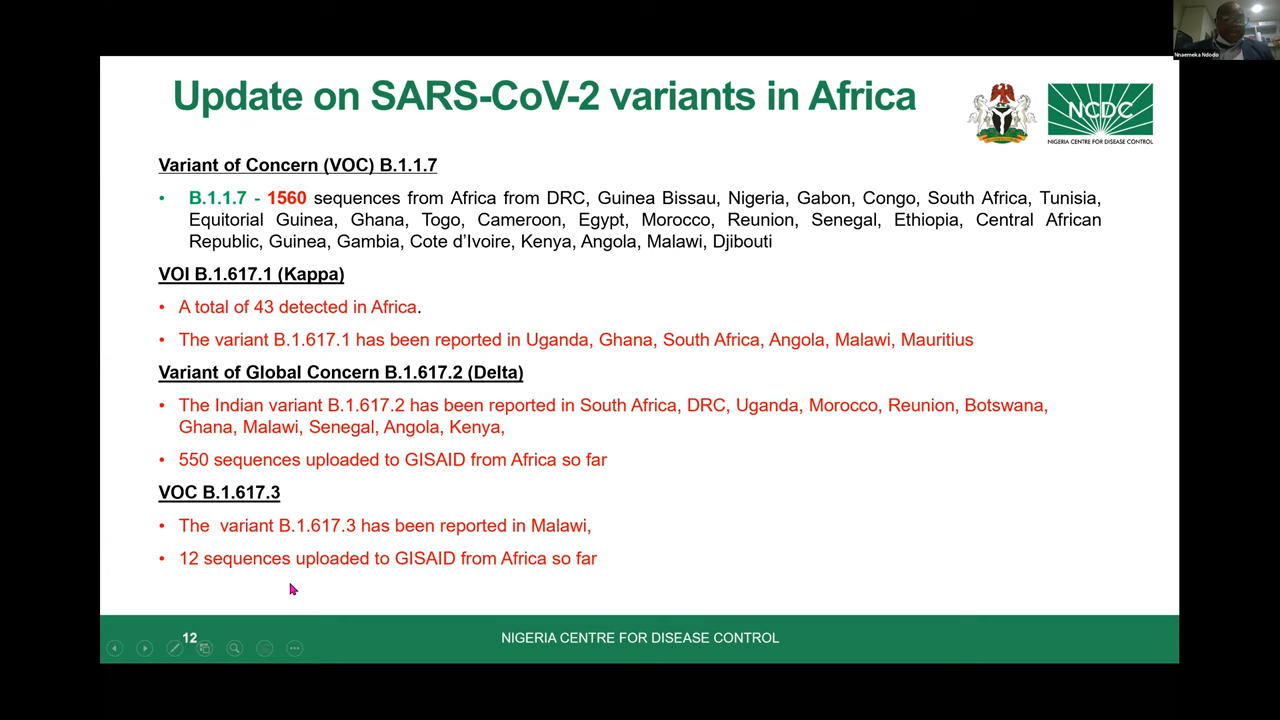 Nnaemeka Ndodo
Update on SARS-CoV-2 variants in Africa
NCDC
NIGERIA CENTRE FOR DISEASE CONTROL
Variant of Concern (VOC) B.1.1.7
• B.1.1.7 - 1560 sequences from Africa from DRC, Guinea Bissau, Nigeria, Gabon, Congo, South Africa, Tunisia,
Equitorial Guinea, Ghana, Togo, Cameroon, Egypt, Morocco, Reunion, Senegal, Ethiopia, Central African
Republic, Guinea, Gambia, Cote d’Ivoire, Kenya, Angola, Malawi, Djibouti
VOI B.1.617.1 (Kappa)
• A total of 43 detected in Africa.
• The variant B.1.617.1 has been reported in Uganda, Ghana, South Africa, Angola, Malawi, Mauritius
Variant of Global Concern B.1.617.2 (Delta)
• The Indian variant B.1.617.2 has been reported in South Africa, DRC, Uganda, Morocco, Reunion, Botswana,
Ghana, Malawi, Senegal, Angola, Kenya,
• 550 sequences uploaded to GISAID from Africa so far
VOC B.1.617.3
• The variant B.1.617.3 has been reported in Malawi,
• 12 sequences uploaded to GISAID from Africa so far
12
NIGERIA CENTRE FOR DISEASE CONTROL